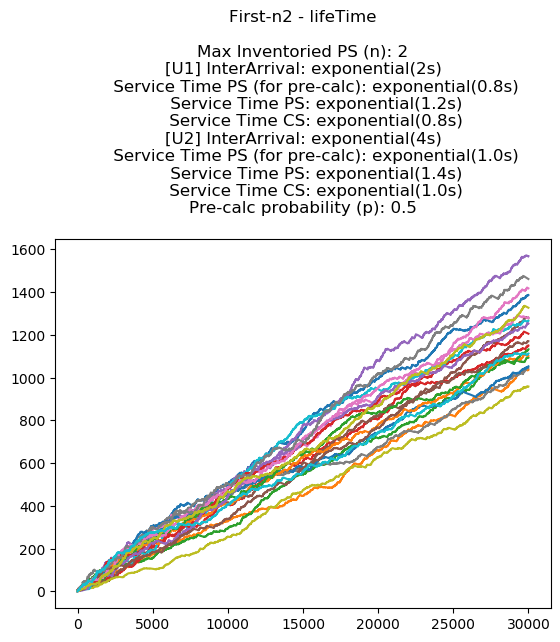 First-n2 - lifeTime
Max Inventoried PS (n): 2
[U1] InterArrival: exponential(2s)
Service Time PS (for pre-calc): exponential(0.8s)
Service Time PS: exponential(1.2s)
Service Time CS: exponential(0.8s)
[U2] InterArrival: exponential(4s)
Service Time PS (for pre-calc): exponential(1.0s)
Service Time PS: exponential(1.4s)
Service Time CS: exponential(1.0s)
Pre-calc probability (p): 0.5
1600
1400
1200
1000
800
600
400
200
0
0 5000 10000 15000 20000 25000 30000